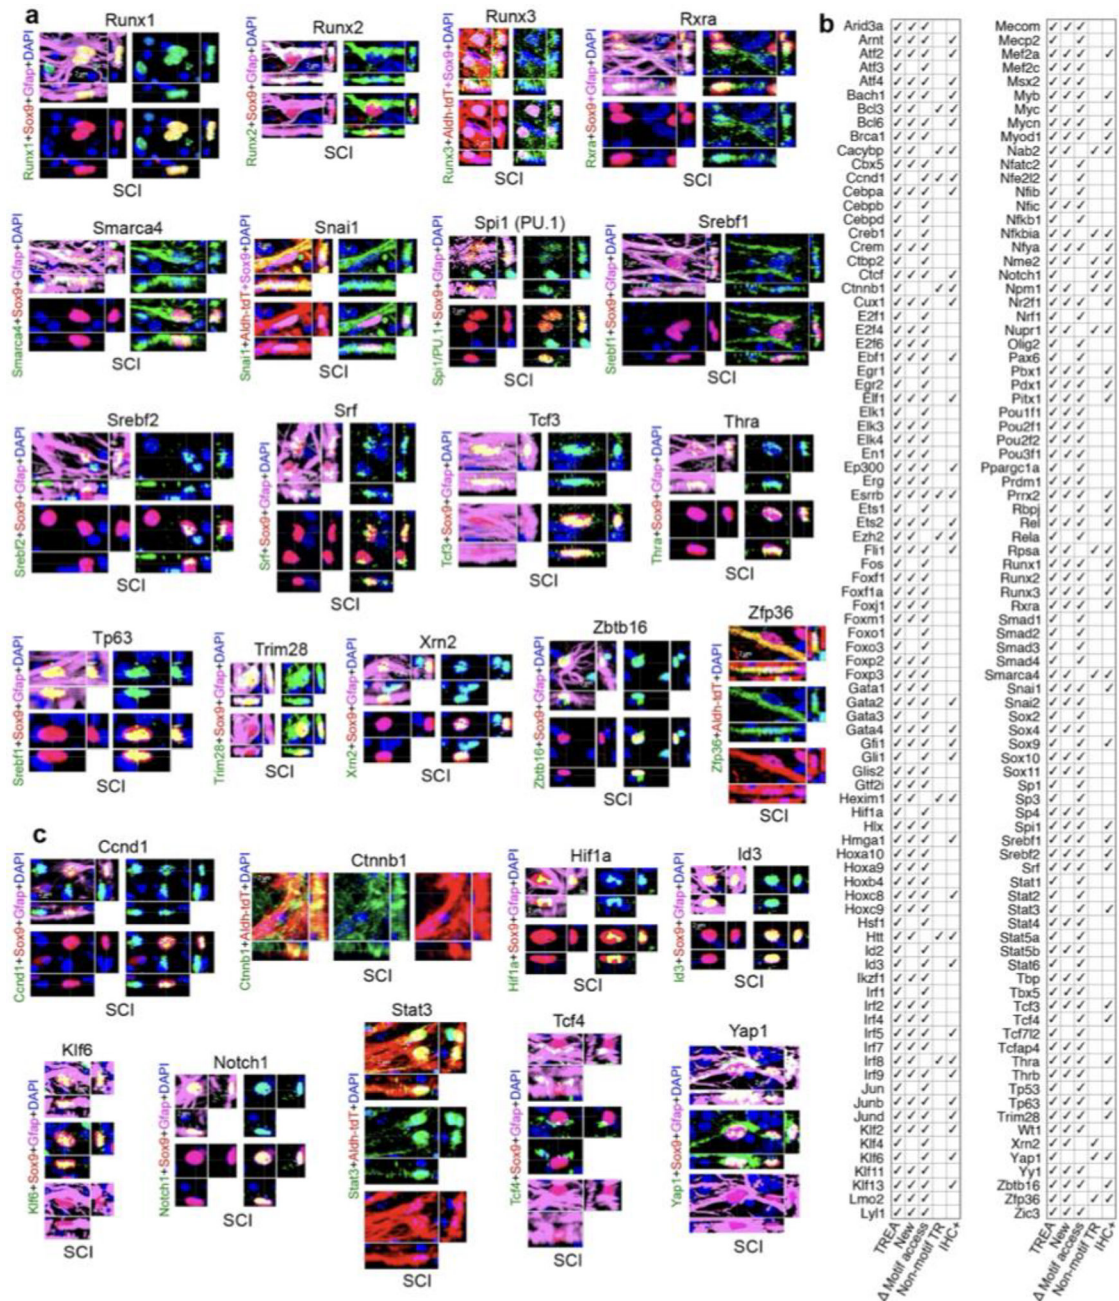 a
Runx1
Runx1+Sox9+Gfap+DAPI
SCI
Runx2
Runx2+Sox9+Gfap+DAPI
SCI
Runx3
Runx3+Aldh-tdT+Sox9+DAPI
SCI
Rxra
Rxra+Sox9+Gfap+DAPI
SCI
Smarca4
Smarca4+Sox9+Gfap+DAPI
SCI
Snai1
Snai1+Aldh-tdT+Sox9+DAPI
SCI
Spi1 (PU.1)
Spi1/PU.1+Sox9+Gfap+DAPI
SCI
Srebf1
Srebf1+Sox9+Gfap+DAPI
SCI
Srebf2
Srebf2+Sox9+Gfap+DAPI
SCI
Srf
Srf+Sox9+Gfap+DAPI
SCI
Tcf3
Tcf3+Sox9+Gfap+DAPI
SCI
Thra
Thra+Sox9+Gfap+DAPI
SCI
Tp63
Srebf1+Sox9+Gfap+DAPI
SCI
Trim28
Trim28+Sox9+Gfap+DAPI
SCI
Xrn2
Xrn2+Sox9+Gfap+DAPI
SCI
Zbtb16
Zbtb16+Sox9+Gfap+DAPI
SCI
Zfp36
Zfp36+Aldh-tdT+DAPI
SCI
c
Ccnd1
Ccnd1+Sox9+Gfap+DAPI
SCI
Ctnnb1
Ctnnb1+Aldh-tdT+DAPI
SCI
Hif1a
Hif1a+Sox9+Gfap+DAPI
SCI
Id3
Id3+Sox9+Gfap+DAPI
SCI
Klf6
Klf6+Sox9+Gfap+DAPI
SCI
Notch1
Notch1+Sox9+Gfap+DAPI
SCI
Stat3
Stat3+Aldh-tdT+DAPI
SCI
Tcf4
Tcf4+Sox9+Gfap+DAPI
SCI
Yap1
Yap1+Sox9+Gfap+DAPI
SCI
b
Arid3a
Arnt
Atf2
Atf3
Atf4
Bach1
Bcl3
Bcl6
Brca1
Cacybp
Cbx5
Ccnd1
Cebpa
Cebpb
Cebpd
Creb1
Crem
Ctbp2
Ctcf
Ctnnb1
Cux1
E2f1
E2f4
E2f6
Ebf1
Egr1
Egr2
Elf1
Elk1
Elk3
Elk4
En1
Ep300
Erg
Esrrb
Ets1
Ets2
Ezh2
Fli1
Fos
Foxf1
Foxf1a
Foxj1
Foxm1
Foxo1
Foxo3
Foxp2
Foxp3
Gata1
Gata2
Gata3
Gata4
Gfi1
Gli1
Glis2
Gtf2i
Hexim1
Hif1a
Hlx
Hmga1
Hoxa10
Hoxa9
Hoxb4
Hoxc8
Hoxc9
Hsf1
Htt
Id2
Id3
Ikzf1
Irf1
Irf2
Irf4
Irf5
Irf7
Irf8
Irf9
Jun
Junb
Jund
Klf2
Klf4
Klf6
Klf11
Klf13
Lmo2
Lyl1
TREA
New
Δ Motif access
Non-motif TR
IHC+
Mecom
Mecp2
Mef2a
Mef2c
Msx2
Myb
Myc
Mycn
Myod1
Nab2
Nfatc2
Nfe2l2
Nfib
Nfic
Nfkb1
Nfkbia
Nfya
Nme2
Notch1
Npm1
Nr2f1
Nrf1
Nupr1
Olig2
Pax6
Pbx1
Pdx1
Pitx1
Pou1f1
Pou2f1
Pou2f2
Pou3f1
Ppargc1a
Prdm1
Prrx2
Rbpj
Rel
Rela
Rpsa
Runx1
Runx2
Runx3
Rxra
Smad1
Smad2
Smad3
Smad4
Smarca4
Snai1
Snai2
Sox2
Sox4
Sox9
Sox10
Sox11
Sp1
Sp3
Sp4
Spi1
Srebf1
Srebf2
Srf
Stat1
Stat2
Stat3
Stat4
Stat5a
Stat5b
Stat6
Tbp
Tbx5
Tcf3
Tcf4
Tcf7l2
Tcfap4
Thra
Thrb
Tp53
Tp63
Trim28
Wt1
Xrn2
Yap1
Yy1
Zbtb16
Zfp36
Zic3
TREA
New
Δ Motif access
Non-motif TR
IHC+